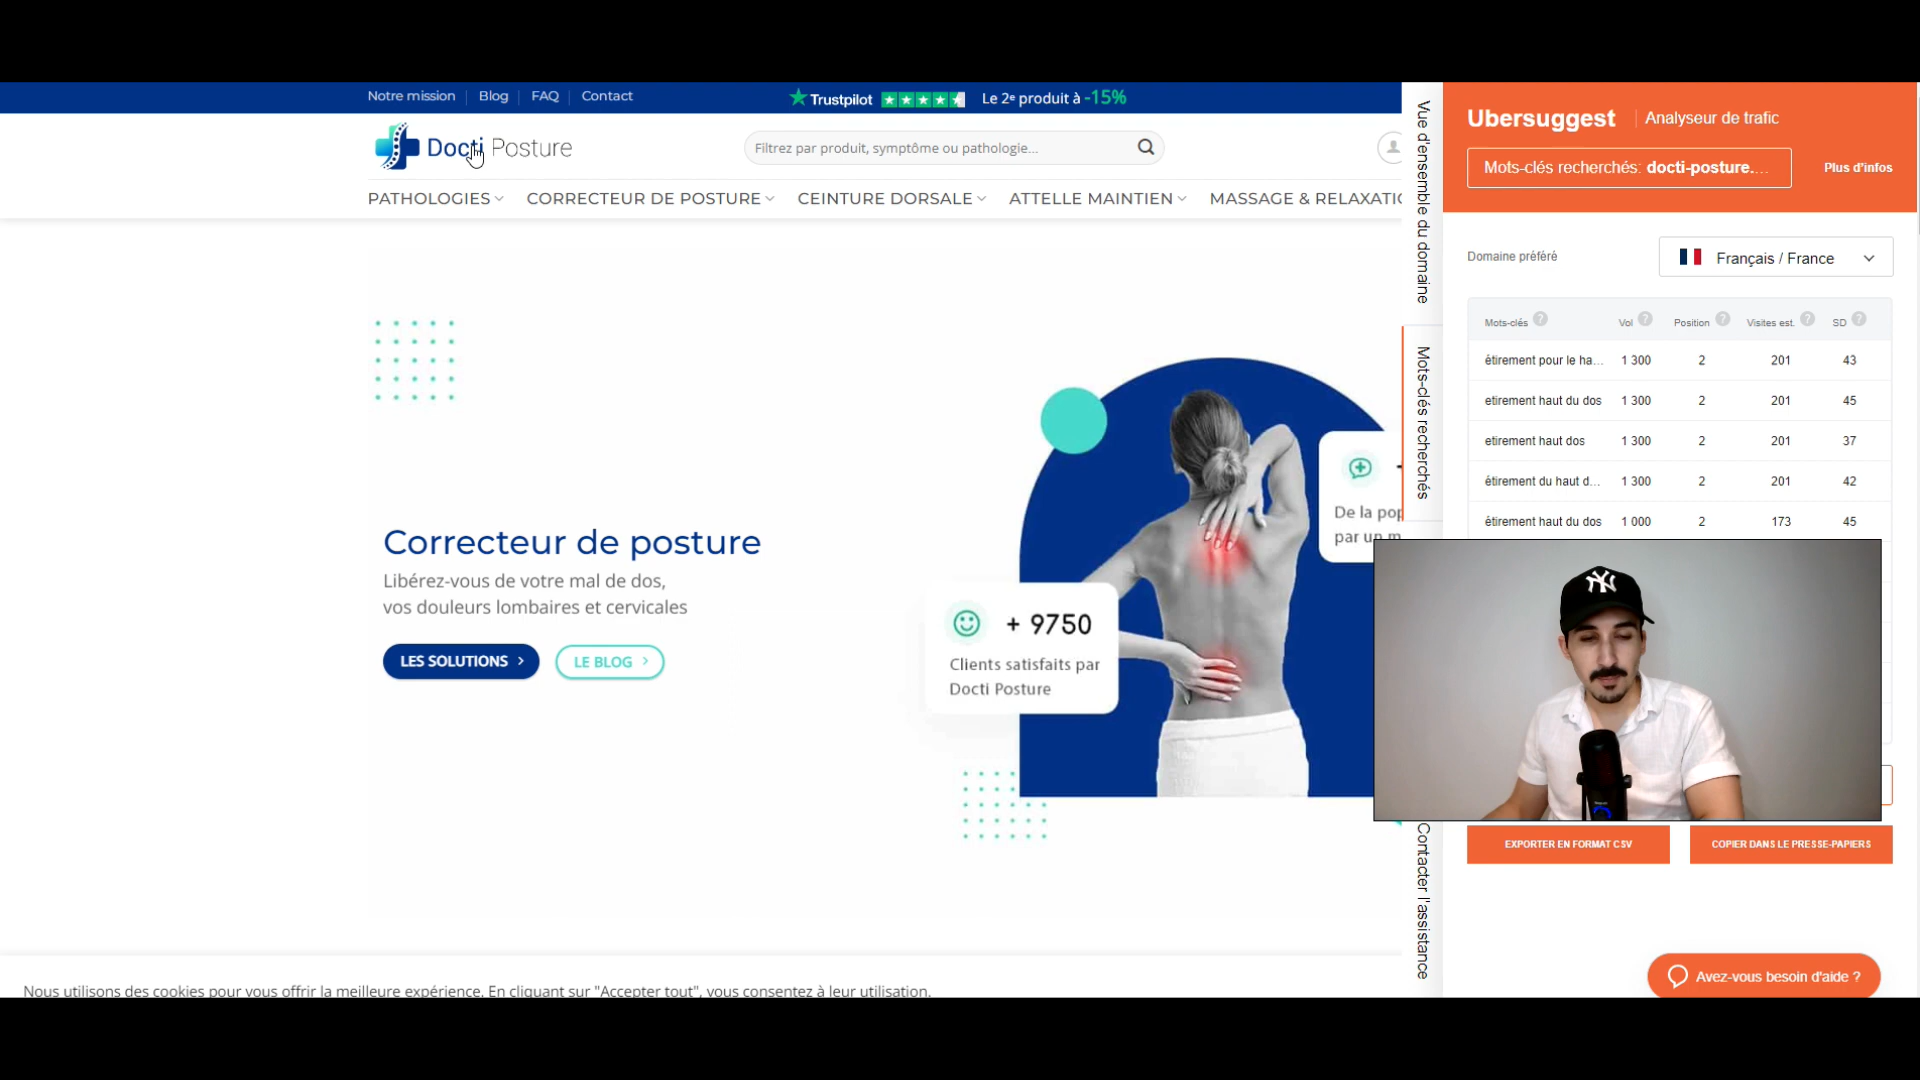 Notre mission
Blog
FAQ
Contact
Trustpilot
Le 2e produit à -15%
Docti Posture
Filtrez par produit, symptôme ou pathologie...
PATHOLOGIES
CORRECTEUR DE POSTURE
CEINTURE DORSALE
ATTELLE MAINTIEN
MASSAGE & RELAXATIO
Correcteur de posture
Libérez-vous de votre mal de dos,
vos douleurs lombaires et cervicales
LES SOLUTIONS
LE BLOG
+ 9750
Clients satisfaits par
Docti Posture
De la pop
par un m
Nous utilisons des cookies pour vous offrir la meilleure expérience. En cliquant sur "Accepter tout", vous consentez à leur utilisation.
Vue d'ensemble du domaine
Mots-clés recherchés
Contacter l'assistance
Ubersuggest
Analyseur de trafic
Mots-clés recherchés: docti-posture....
Plus d'infos
Domaine préféré
Français / France
Mots-clés ? Vol ? Position ? Visites est. ? SD ?
étirement pour le ha... 1 300 2 201 43
etirement haut du dos 1 300 2 201 45
etirement haut dos 1 300 2 201 37
étirement du haut d... 1 300 2 201 42
étirement haut du dos 1 000 2 173 45
NY
EXPORTER EN FORMAT CSV
COPIER DANS LE PRESSE-PAPIERS
Avez-vous besoin d'aide ?